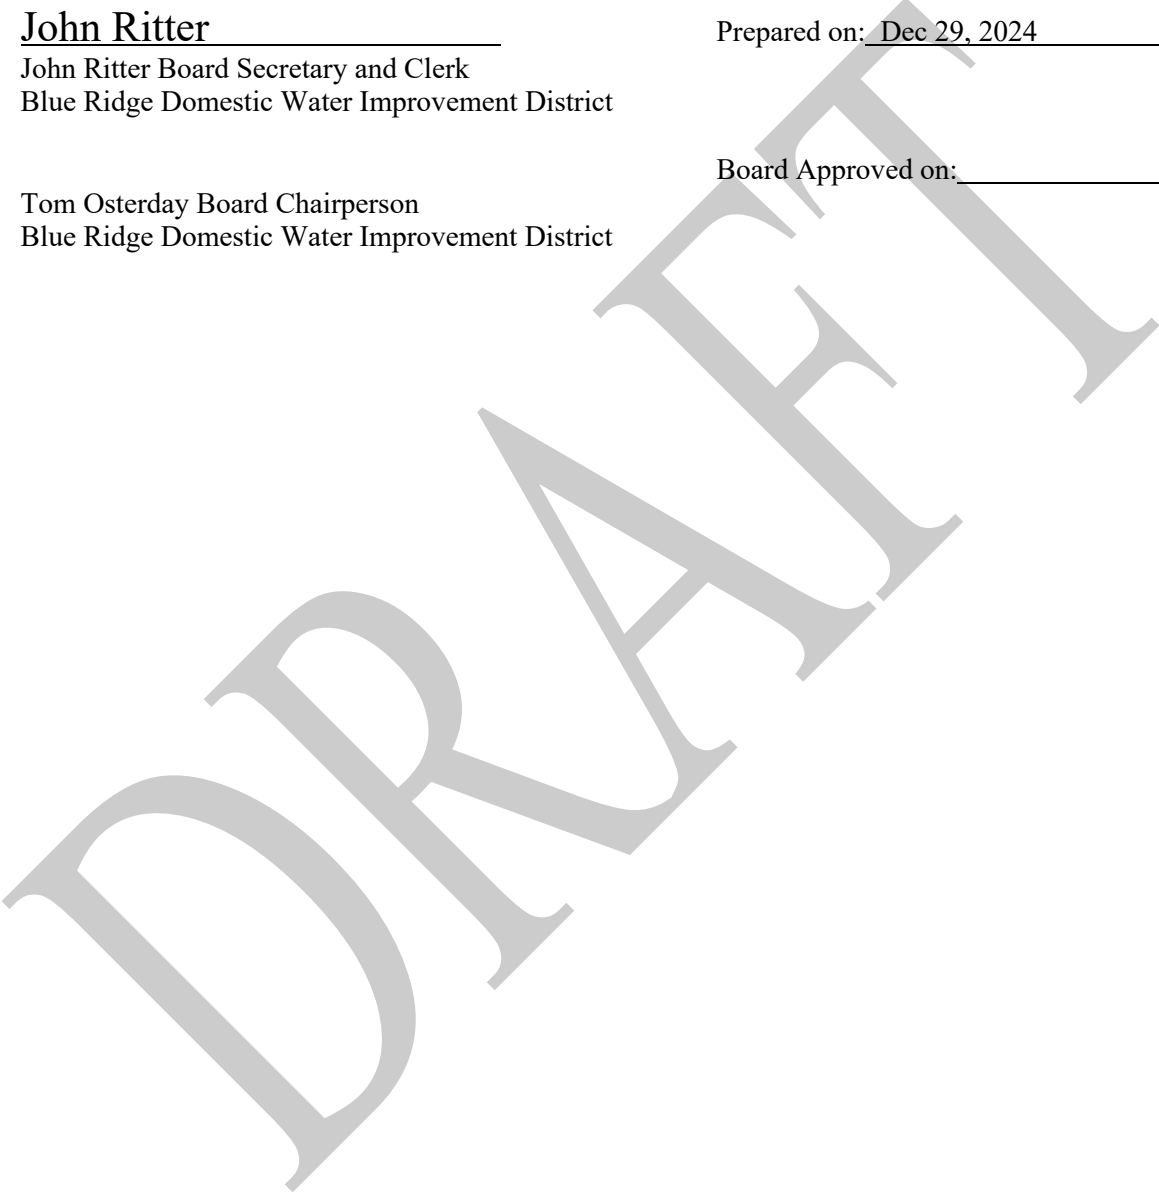 John Ritter
Prepared on: Dec 29, 2024
John Ritter Board Secretary and Clerk
Blue Ridge Domestic Water Improvement District
Board Approved on:
Tom Osterday Board Chairperson
Blue Ridge Domestic Water Improvement District
DRAFT